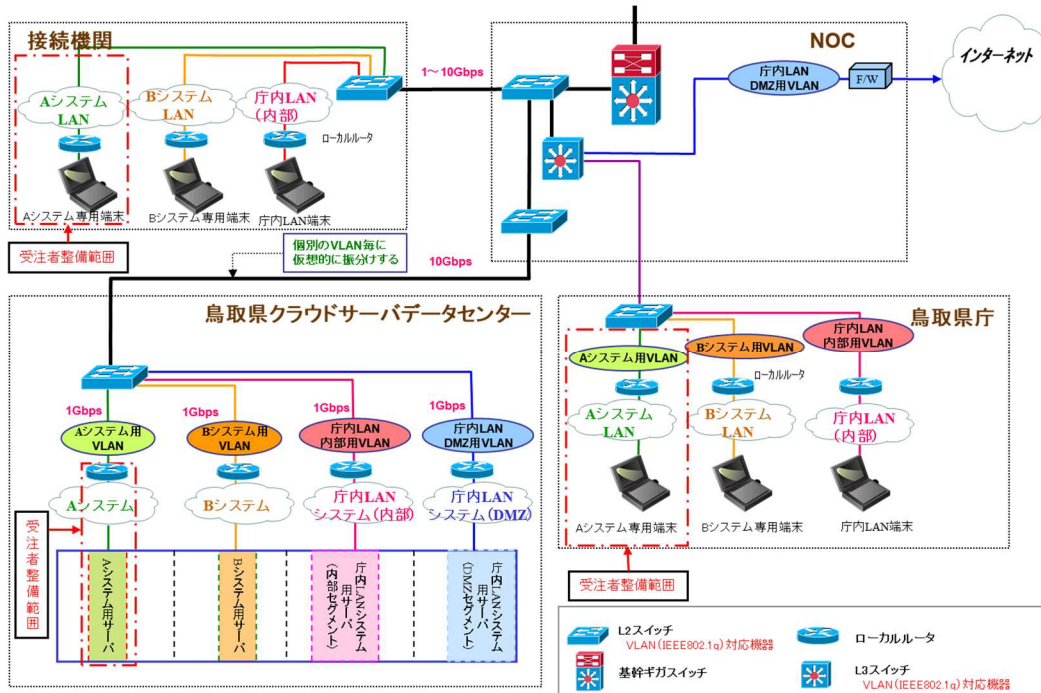 接続機関
Aシステム
LAN
Bシステム
LAN
庁内LAN
(内部)
ローカルルータ
Aシステム専用端末
Bシステム専用端末
庁内LAN端末
受注者整備範囲
1～10Gbps
NOC
庁内LAN
DMZ用VLAN
F/W
インターネット
個別のVLAN毎に
仮想的に振分けする
10Gbps
鳥取県クラウドサーバデータセンター
1Gbps
1Gbps
1Gbps
1Gbps
Aシステム用
VLAN
Bシステム用
VLAN
庁内LAN
内部用VLAN
庁内LAN
DMZ用VLAN
Aシステム
Bシステム
庁内LAN
システム(内部)
庁内LAN
システム(DMZ)
受注者整備範囲
Aシステム用サーバ
Bシステム用サーバ
庁内LANシステム
用サーバ
(内部セグメント)
庁内LANシステム
用サーバ
(DMZセグメント)
鳥取県庁
Aシステム用VLAN
Bシステム用VLAN
庁内LAN
内部用VLAN
ローカルルータ
Aシステム
LAN
Bシステム
LAN
庁内LAN
(内部)
Aシステム専用端末
Bシステム専用端末
庁内LAN端末
受注者整備範囲
L2スイッチ
VLAN(IEEE802.1q)対応機器
ローカルルータ
基幹ギガスイッチ
L3スイッチ
VLAN(IEEE802.1q)対応機器